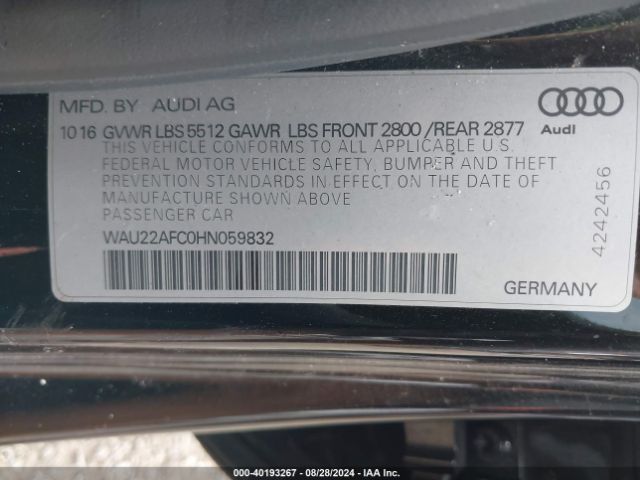 MFD. BY AUDI AG
10 16 GVWR LBS 5512 GAWR LBS FRONT 2800 /REAR 2877
THIS VEHICLE CONFORMS TO ALL APPLICABLE U.S.
FEDERAL MOTOR VEHICLE SAFETY, BUMPER AND THEFT
PREVENTION STANDARDS IN EFFECT ON THE DATE OF
MANUFACTURE SHOWN ABOVE
PASSENGER CAR
WAU22AFC0HN059832
Audi
4242456
GERMANY
000-40193267 - 08/28/2024 - IAA Inc.